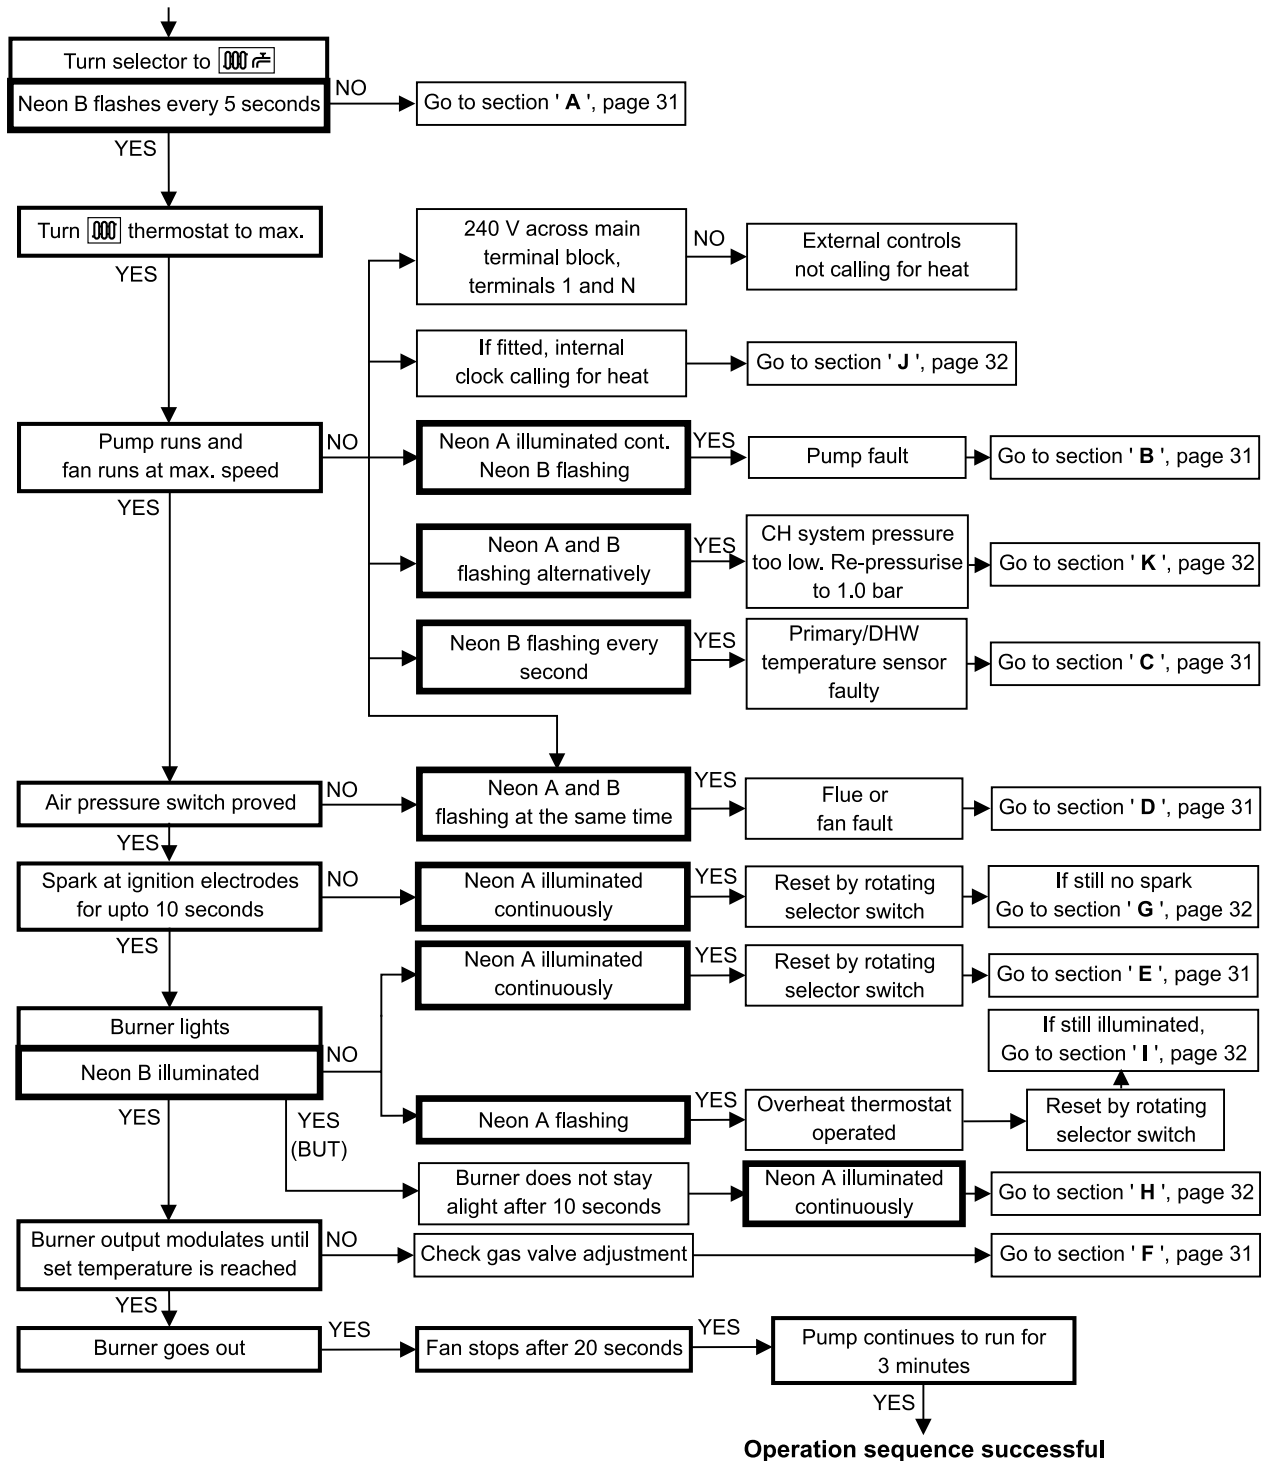 Turn selector to
Neon B flashes every 5 seconds
NO
Go to section ' A ', page 31
YES
Turn thermostat to max.
YES
240 V across main
terminal block,
terminals 1 and N
NO
External controls
not calling for heat
If fitted, internal
clock calling for heat
Go to section ' J ', page 32
Pump runs and
fan runs at max. speed
NO
YES
Neon A illuminated cont.
Neon B flashing
YES
Pump fault
Go to section ' B ', page 31
Neon A and B
flashing alternatively
YES
CH system pressure
too low. Re-pressurise
to 1.0 bar
Go to section ' K ', page 32
Neon B flashing every
second
YES
Primary/DHW
temperature sensor
faulty
Go to section ' C ', page 31
Air pressure switch proved
NO
YES
Neon A and B
flashing at the same time
YES
Flue or
fan fault
Go to section ' D ', page 31
Spark at ignition electrodes
for upto 10 seconds
NO
YES
Neon A illuminated
continuously
YES
Reset by rotating
selector switch
If still no spark
Go to section ' G ', page 32
Neon A illuminated
continuously
YES
Reset by rotating
selector switch
Go to section ' E ', page 31
Burner lights
Neon B illuminated
NO
YES
YES
(BUT)
Neon A flashing
YES
Overheat thermostat
operated
Reset by rotating
selector switch
If still illuminated,
Go to section ' I ', page 32
Burner does not stay
alight after 10 seconds
Neon A illuminated
continuously
Go to section ' H ', page 32
Burner output modulates until
set temperature is reached
NO
Check gas valve adjustment
Go to section ' F ', page 31
YES
Burner goes out
YES
Fan stops after 20 seconds
YES
Pump continues to run for
3 minutes
YES
Operation sequence successful